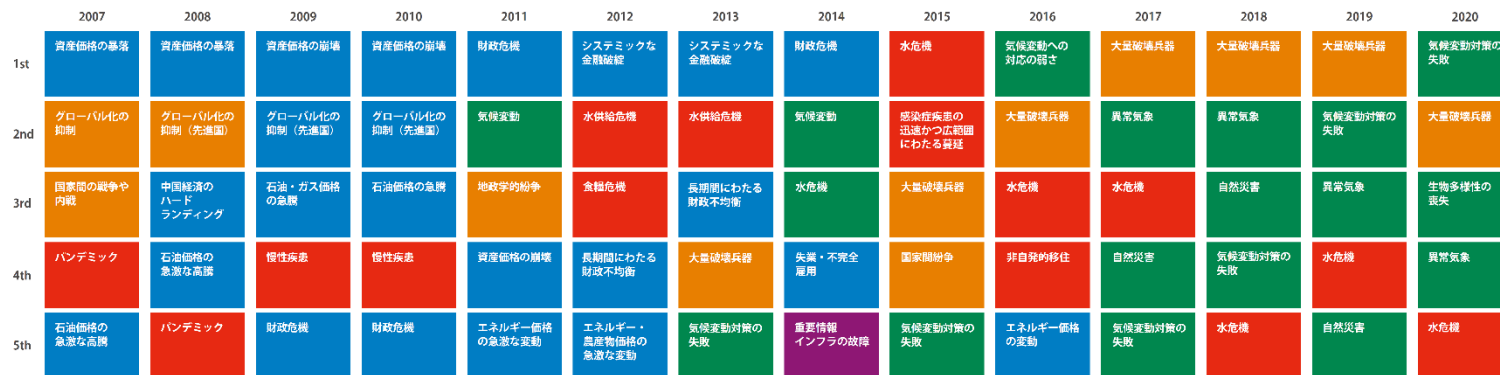 2007 2008 2009 2010 2011 2012 2013 2014 2015 2016 2017 2018 2019 2020
1st
資産価格の暴落
資産価格の暴落
資産価格の崩壊
資産価格の崩壊
財政危機
システミックな
金融破綻
システミックな
金融破綻
財政危機
水危機
気候変動への
対応の弱さ
大量破壊兵器
大量破壊兵器
大量破壊兵器
気候変動対策の
失敗
2nd
グローバル化の
抑制
グローバル化の
抑制（先進国）
グローバル化の
抑制（先進国）
グローバル化の
抑制（先進国）
気候変動
水供給危機
水供給危機
気候変動
感染症疾患の
迅速かつ広範囲
にわたる蔓延
大量破壊兵器
異常気象
異常気象
気候変動対策の
失敗
大量破壊兵器
3rd
国家間の戦争や
内戦
中国経済の
ハード
ランディング
石油・ガス価格
の急騰
石油価格の急騰
地政学的紛争
食糧危機
長期間にわたる
財政不均衡
水危機
大量破壊兵器
水危機
水危機
自然災害
異常気象
生物多様性の
喪失
4th
パンデミック
石油価格の
急激な高騰
慢性疾患
慢性疾患
資産価格の崩壊
長期間にわたる
財政不均衡
大量破壊兵器
失業・不完全
雇用
国家間紛争
非自発的移住
自然災害
気候変動対策の
失敗
水危機
異常気象
5th
石油価格の
急激な高騰
パンデミック
財政危機
財政危機
エネルギー価格
の急激な変動
エネルギー・
農産物価格の
急激な変動
気候変動対策の
失敗
重要情報
インフラの故障
気候変動対策の
失敗
エネルギー価格
の変動
気候変動対策の
失敗
水危機
自然災害
水危機